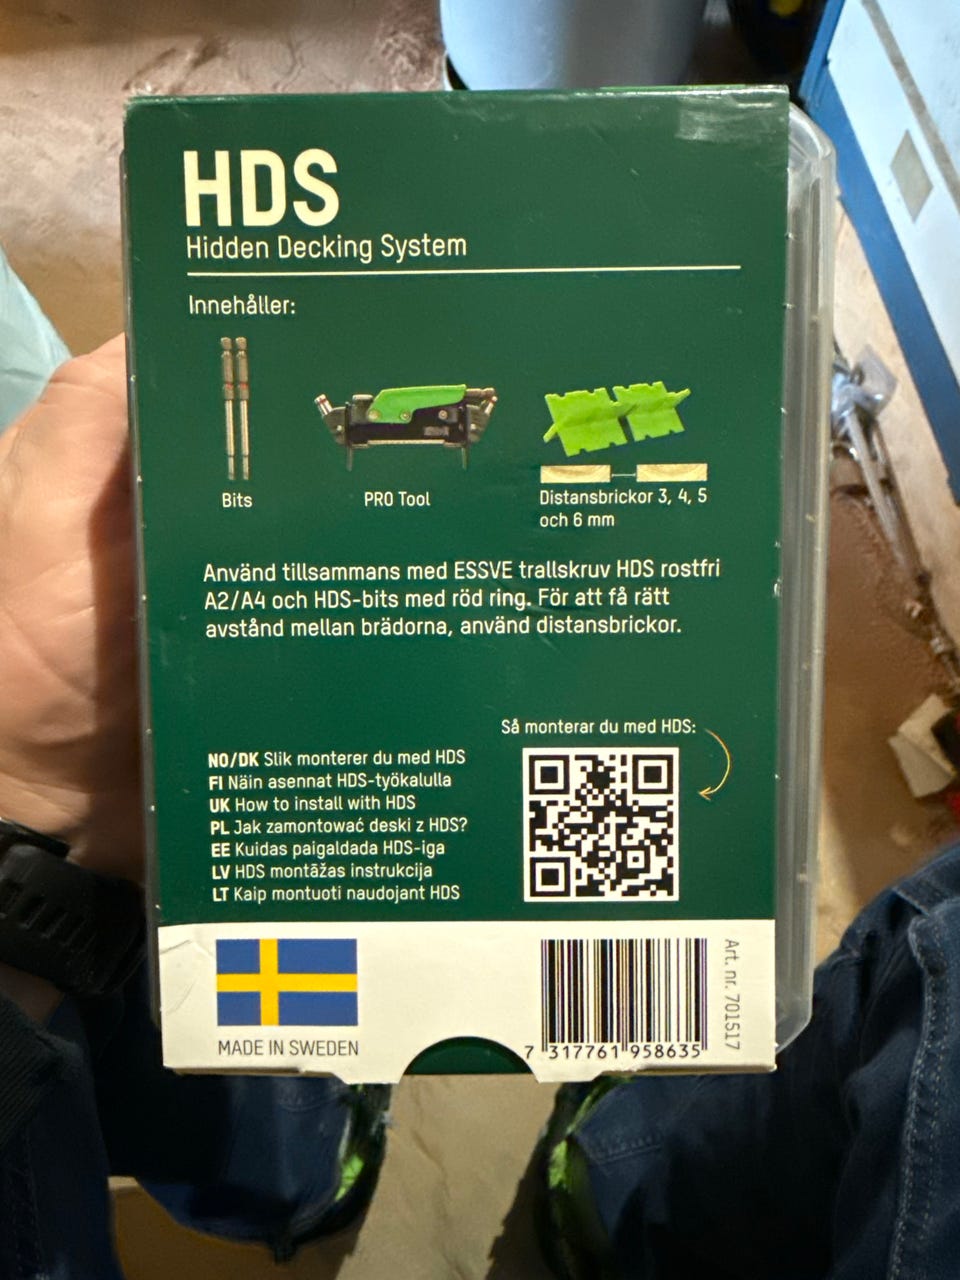 HDS
Hidden Decking System
Innehåller:
Bits
PRO Tool
Distansbrickor 3, 4, 5
och 6 mm
Använd tillsammans med ESSVE trallskruv HDS rostfri
A2/A4 och HDS-bits med röd ring. För att få rätt
avstånd mellan brädorna, använd distansbrickor.
Så monterar du med HDS:
NO/DK Slik monterer du med HDS
FI Näin asennat HDS-työkalulla
UK How to install with HDS
PL Jak zamontować deski z HDS?
EE Kuidas paigaldada HDS-iga
LV HDS montāžas instrukcija
LT Kaip montuoti naudojant HDS
MADE IN SWEDEN
7 317761 958635
Art. nr. 701517